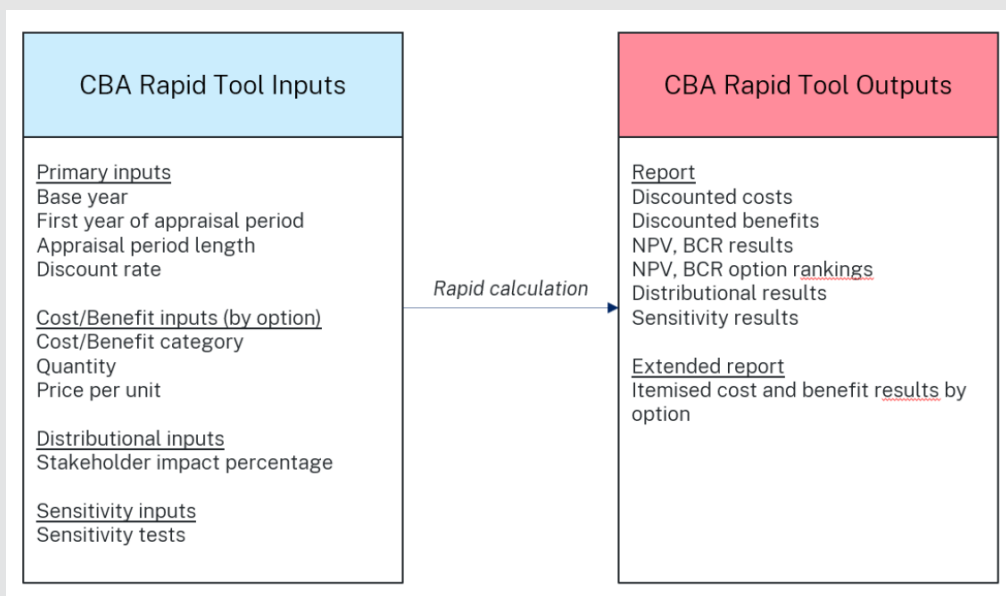 CBA Rapid Tool Inputs
Primary inputs
Base year
First year of appraisal period
Appraisal period length
Discount rate
Cost/Benefit inputs (by option)
Cost/Benefit category
Quantity
Price per unit
Distributional inputs
Stakeholder impact percentage
Sensitivity inputs
Sensitivity tests
Rapid calculation
CBA Rapid Tool Outputs
Report
Discounted costs
Discounted benefits
NPV, BCR results
NPV, BCR option rankings
Distributional results
Sensitivity results
Extended report
Itemised cost and benefit results by
option